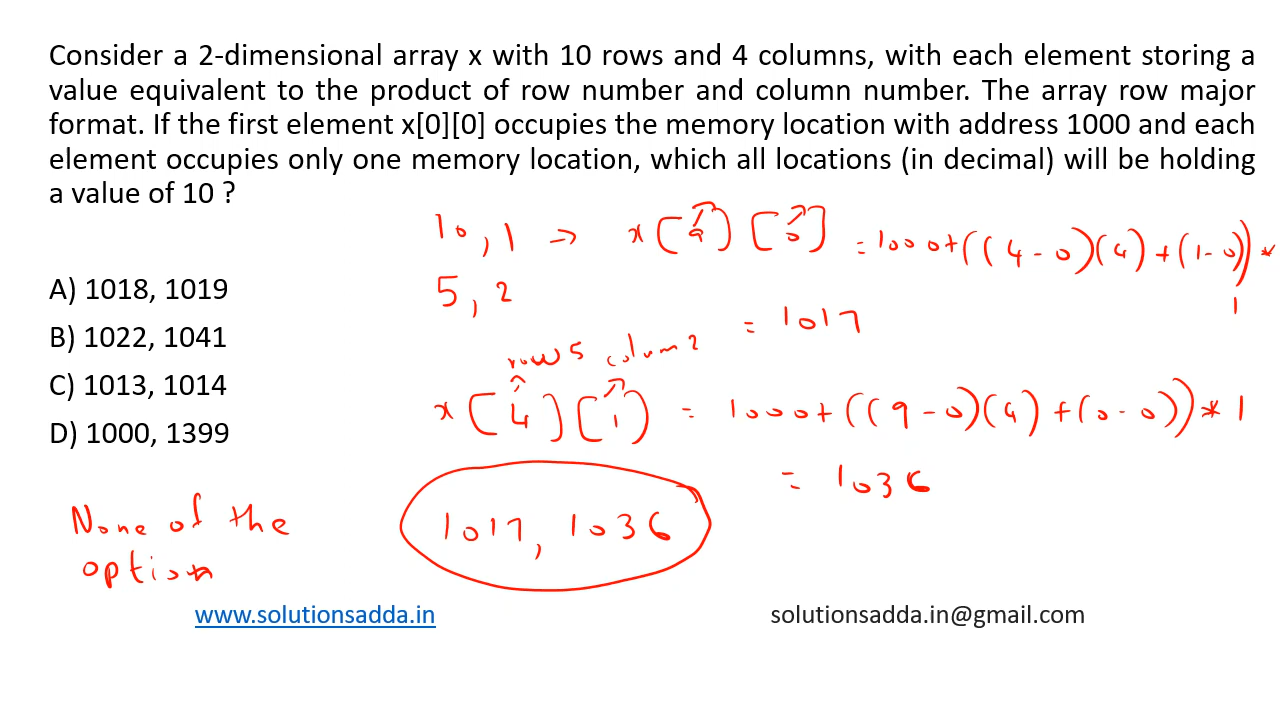 Consider a 2-dimensional array x with 10 rows and 4 columns, with each element storing a
value equivalent to the product of row number and column number. The array row major
format. If the first element x[0][0] occupies the memory location with address 1000 and each
element occupies only one memory location, which all locations (in decimal) will be holding
a value of 10 ?
10, 1 → x[9][0] = 1000+((4-0)(4)+(1-0))*1
A) 1018, 1019
5, 2
= 1017
B) 1022, 1041
row 5 column 2
C) 1013, 1014
x[4][1] = 1000+((9-0)(4)+(0-0))*1
D) 1000, 1399
= 1036
None of the
option
1017, 1036
www.solutionsadda.in
solutionsadda.in@gmail.com